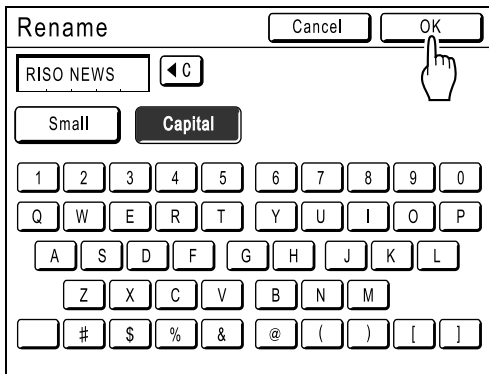 Rename Cancel OK
RISO NEWS ◀ C
Small Capital
1 2 3 4 5 6 7 8 9 0
Q W E R T Y U I O P
A S D F G H J K L
Z X C V B N M
# $ % & @ ( ) [ ]